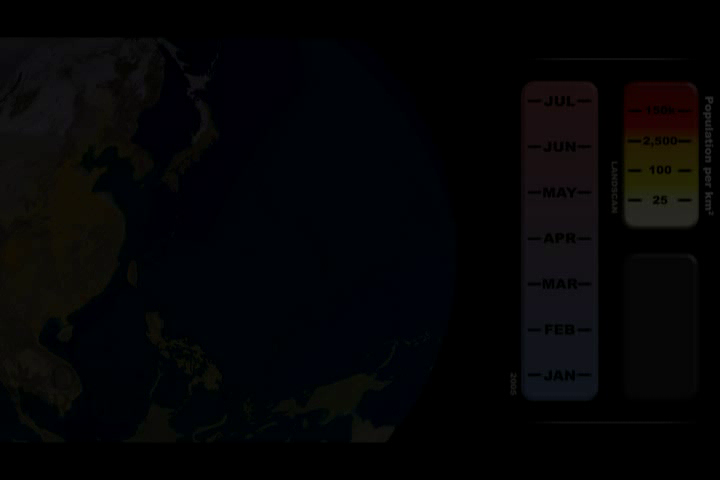 JUL
JUN
MAY
APR
MAR
FEB
JAN
2005
LANDSCAN
150k
2,500
100
25
Population per km²